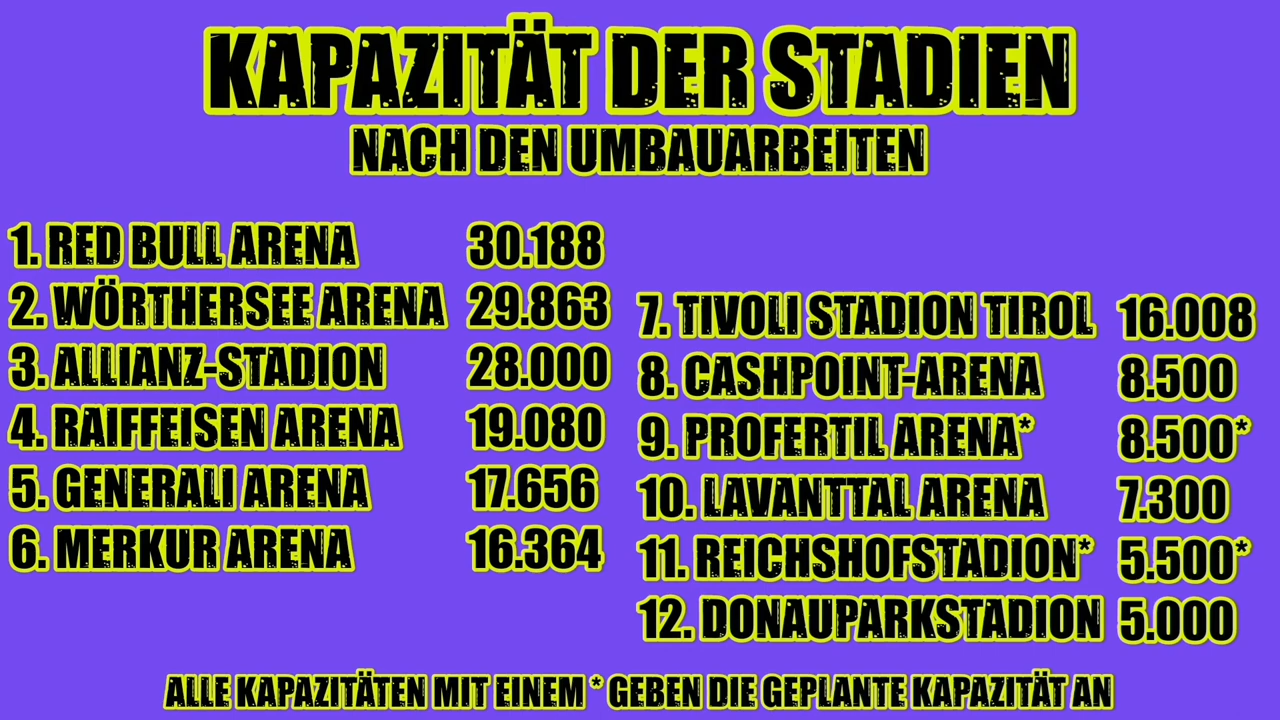 KAPAZITÄT DER STADIEN
NACH DEN UMBAUARBEITEN
1. RED BULL ARENA 30.188
2. WÖRTHERSEE ARENA 29.863
3. ALLIANZ-STADION 28.000
4. RAIFFEISEN ARENA 19.080
5. GENERALI ARENA 17.656
6. MERKUR ARENA 16.364
7. TIVOLI STADION TIROL 16.008
8. CASHPOINT-ARENA 8.500
9. PROFERTIL ARENA* 8.500*
10. LAVANTTAL ARENA 7.300
11. REICHSHOFSTADION* 5.500*
12. DONAUPARKSTADION 5.000
ALLE KAPAZITÄTEN MIT EINEM * GEBEN DIE GEPLANTE KAPAZITÄT AN